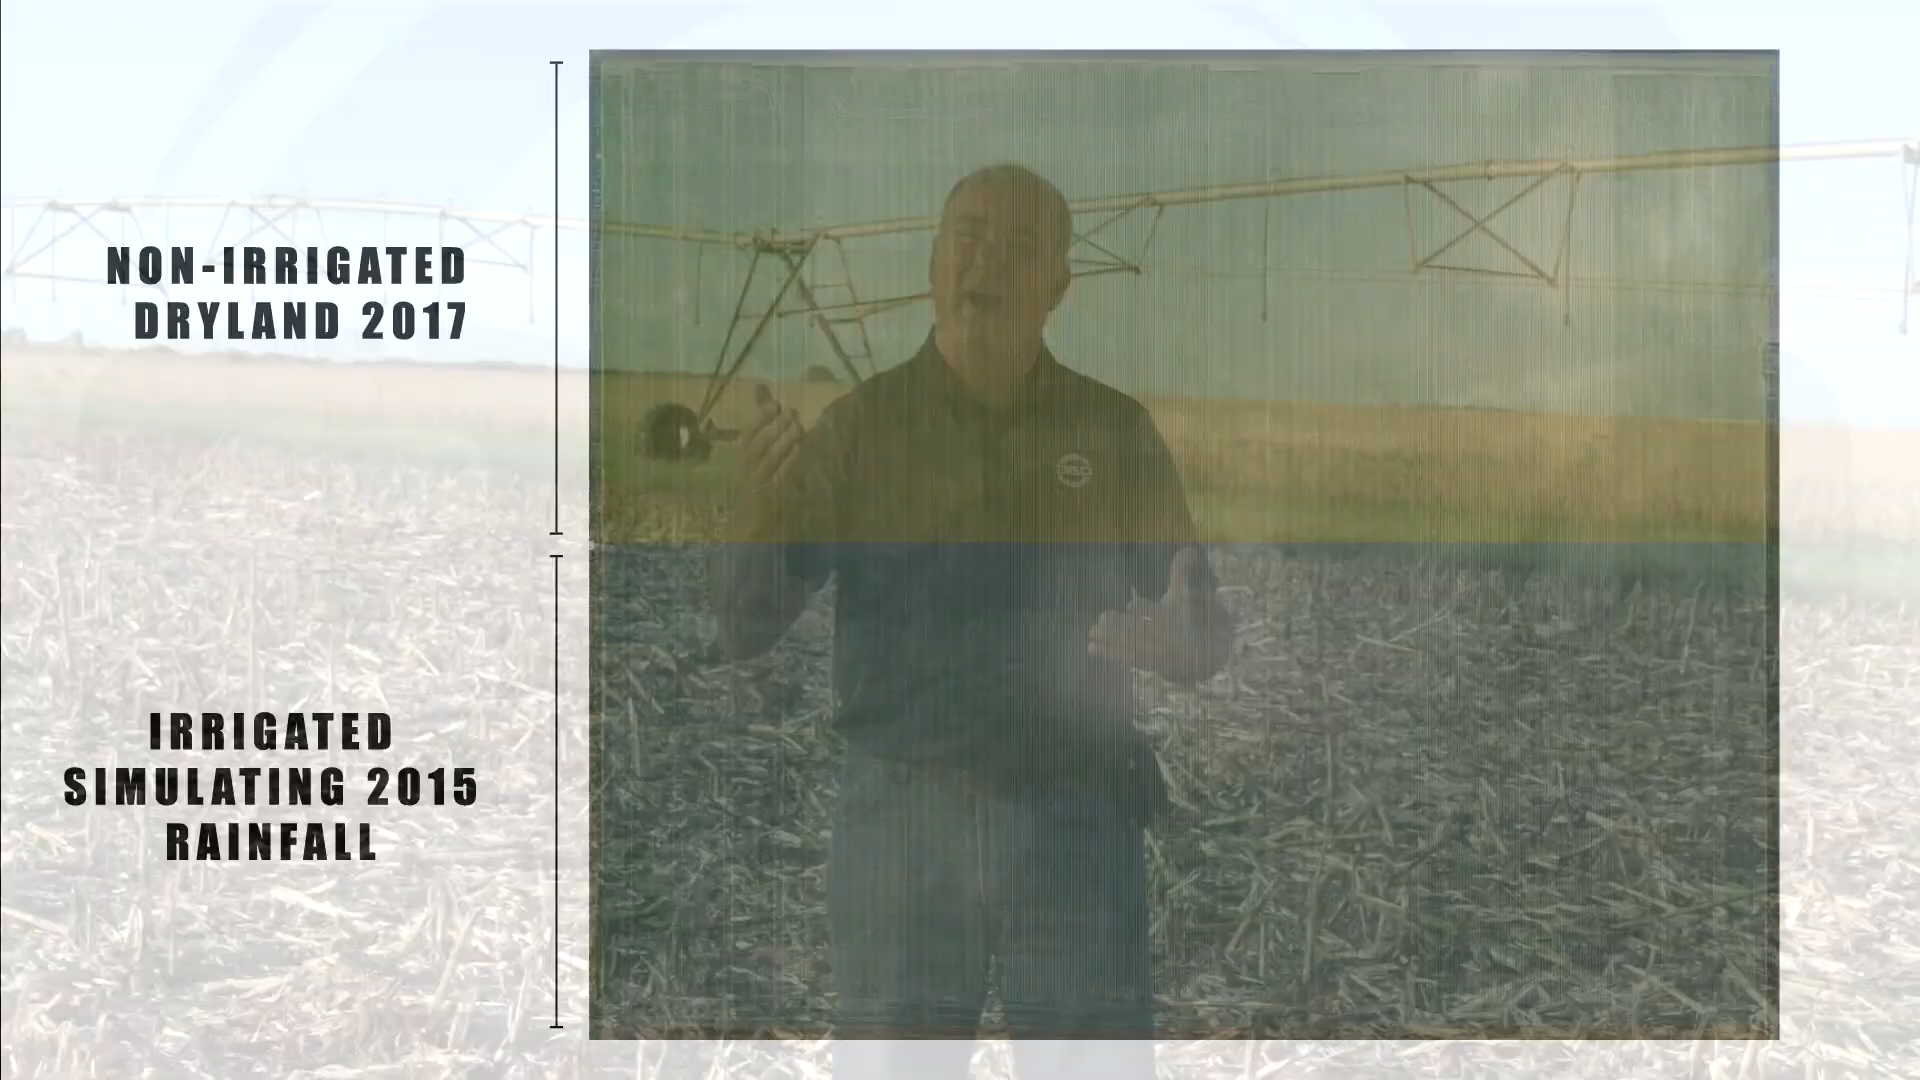 NON-IRRIGATED
DRYLAND 2017
IRRIGATED
SIMULATING 2015
RAINFALL